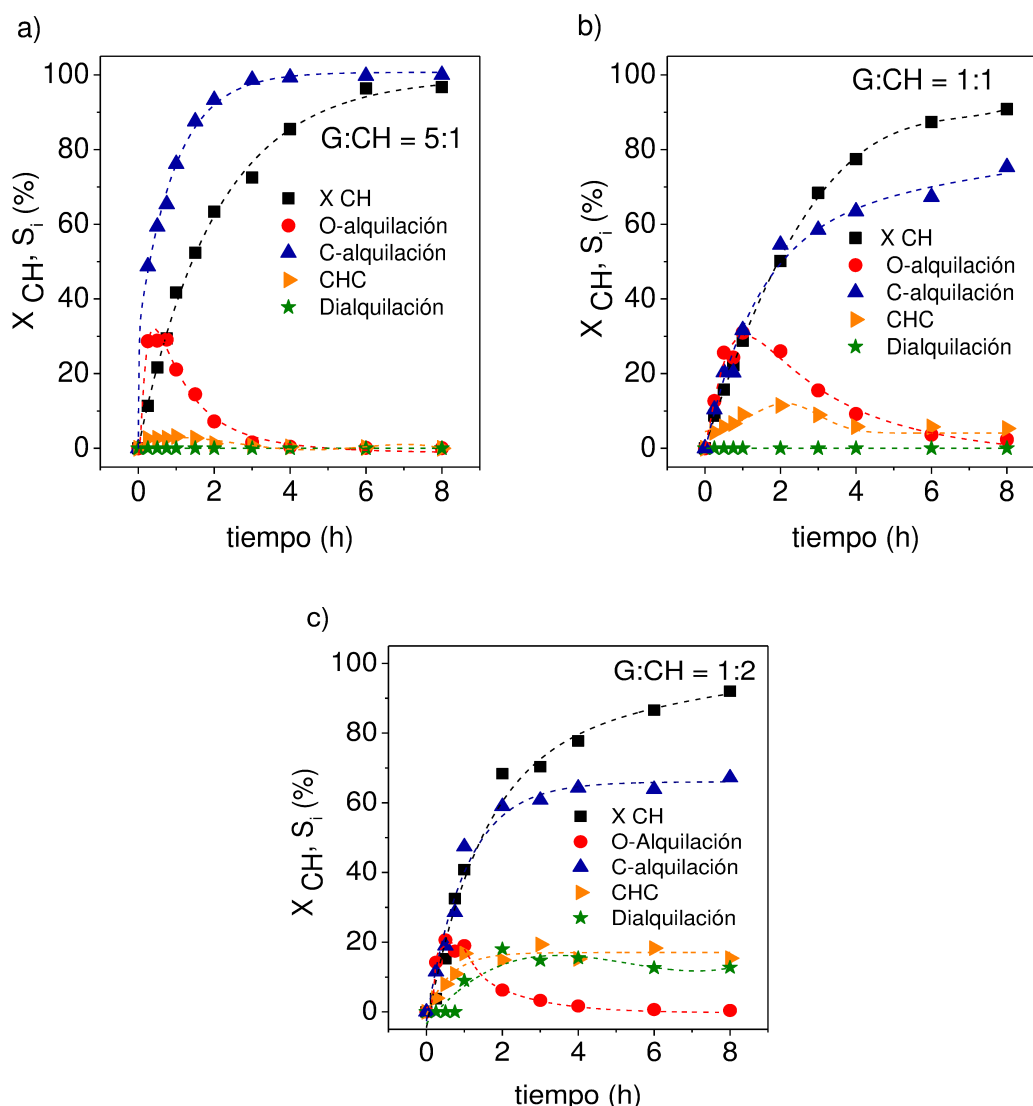 a)
G:CH = 5:1
X CH
O-alquilación
C-alquilación
CHC
Dialquilación
100
80
60
40
20
0
X CH, S i (%)
0 2 4 6 8
tiempo (h)
b)
G:CH = 1:1
X CH
O-alquilación
C-alquilación
CHC
Dialquilación
100
80
60
40
20
0
X CH, S i (%)
0 2 4 6 8
tiempo (h)
c)
G:CH = 1:2
X CH
O-Alquilación
C-alquilación
CHC
Dialquilación
100
80
60
40
20
0
X CH, S i (%)
0 2 4 6 8
tiempo (h)